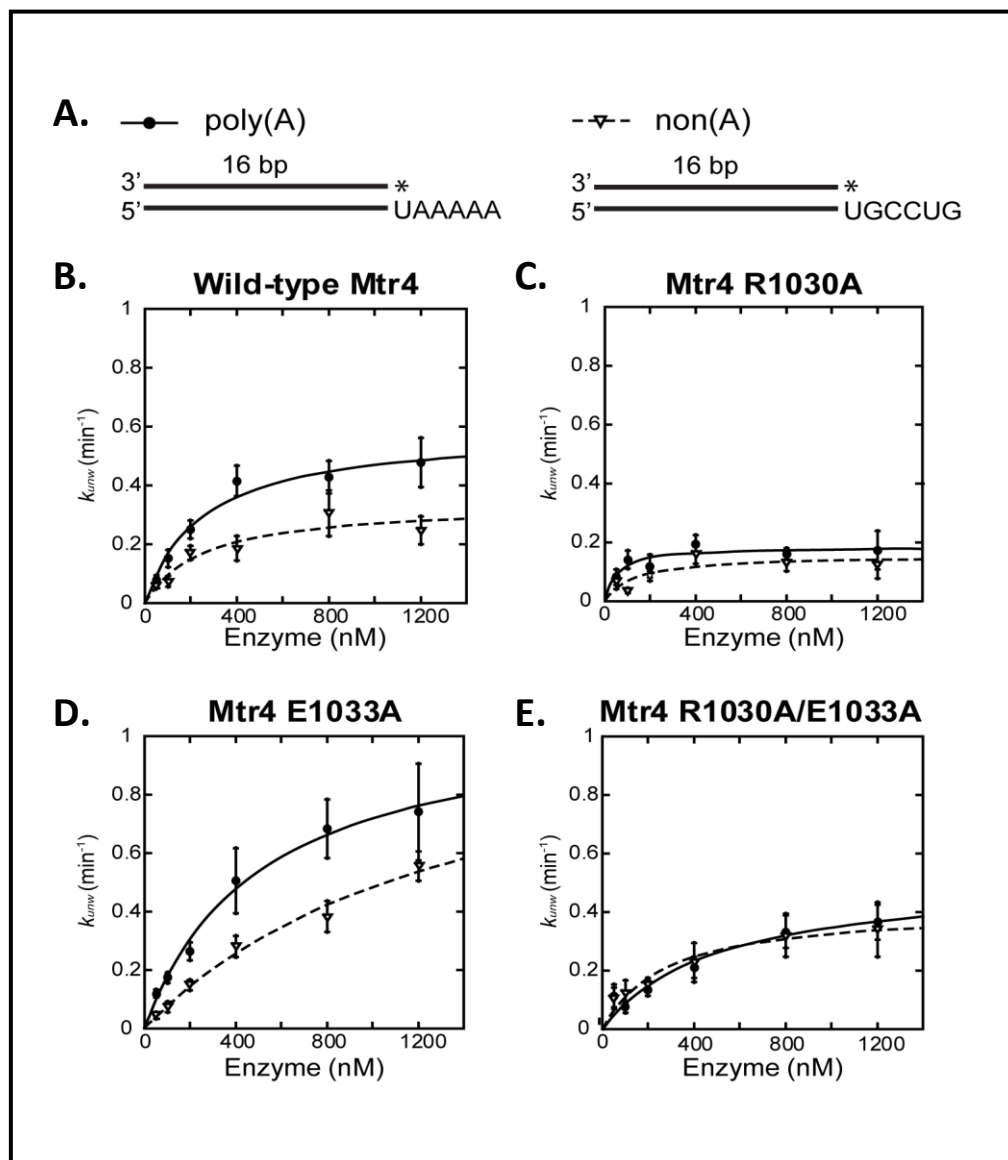 A. poly(A) non(A)
16 bp 16 bp
3' * 3' *
5' UAAAAA 5' UGCCUG
B. Wild-type Mtr4 C. Mtr4 R1030A
1 1
0.8 0.8
0.6 0.6
0.4 0.4
0.2 0.2
0 0
kunw (min-1) kunw (min-1)
0 400 800 1200 0 400 800 1200
Enzyme (nM) Enzyme (nM)
D. Mtr4 E1033A E. Mtr4 R1030A/E1033A
1 1
0.8 0.8
0.6 0.6
0.4 0.4
0.2 0.2
0 0
kunw (min-1) kunw (min-1)
0 400 800 1200 0 400 800 1200
Enzyme (nM) Enzyme (nM)